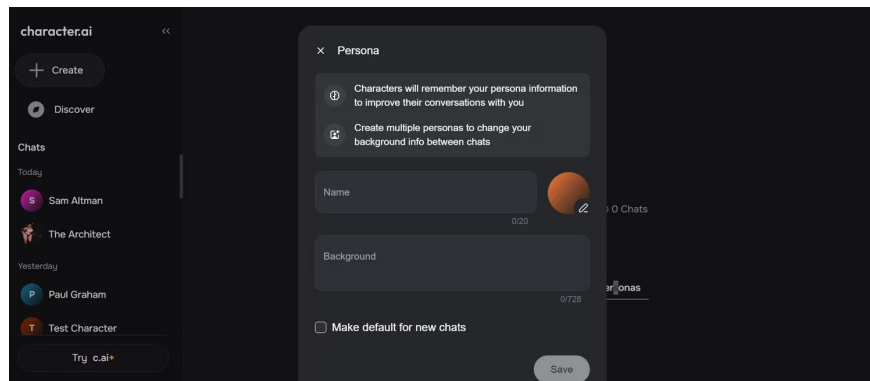 character.ai
Create
Discover
Chats
Today
S Sam Altman
The Architect
Yesterday
P Paul Graham
T Test Character
Try c.ai+
Persona
Characters will remember your persona information
to improve their conversations with you
Create multiple personas to change your
background info between chats
Name
0/20
Background
0/728
Make default for new chats
Save
0 Chats
onas